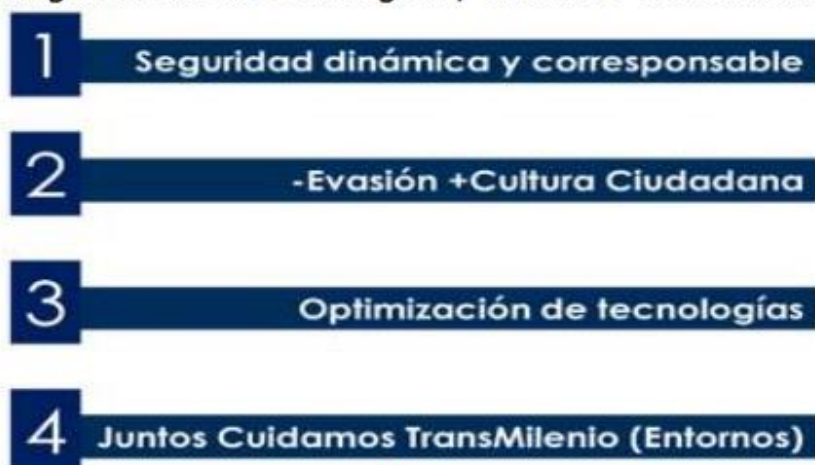 1 Seguridad dinámica y corresponsable
2 -Evasión +Cultura Ciudadana
3 Optimización de tecnologías
4 Juntos Cuidamos TransMilenio (Entornos)